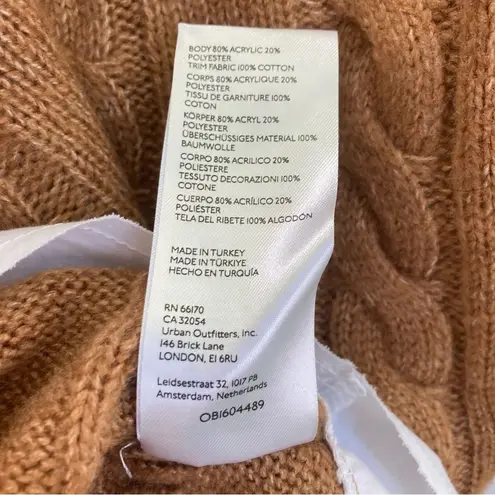 BODY 80% ACRYLIC 20%
POLYESTER
TRIM FABRIC 100% COTTON
CORPS 80% ACRYLIQUE 20%
POLYESTER
TISSU DE GARNITURE 100%
COTON
KÖRPER 80% ACRYL 20%
POLYESTER
ÜBERSCHÜSSIGES MATERIAL 100%
BAUMWOLLE
CORPO 80% ACRILICO 20%
POLIESTERE
TESSUTO DECORAZIONI 100%
COTONE
CUERPO 80% ACRÍLICO 20%
POLIÉSTER
TELA DEL RIBETE 100% ALGODÓN
MADE IN TURKEY
MADE IN TÜRKIYE
HECHO EN TURQUÍA
RN 66170
CA 32054
Urban Outfitters, Inc.
146 Brick Lane
LONDON, E1 6RU
Leidsestraat 32, 1017 PB
Amsterdam, Netherlands
OB1604489